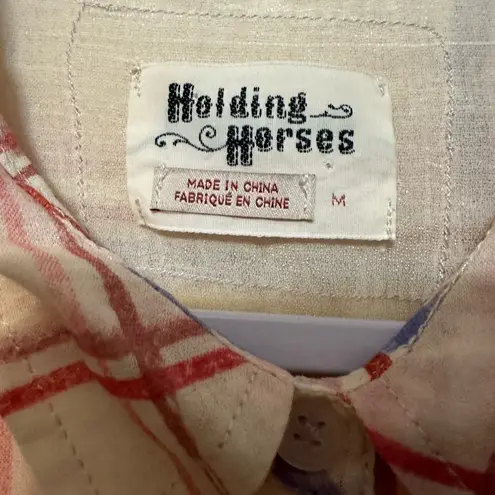 Holding
Horses
MADE IN CHINA
FABRIQUÉ EN CHINE
M